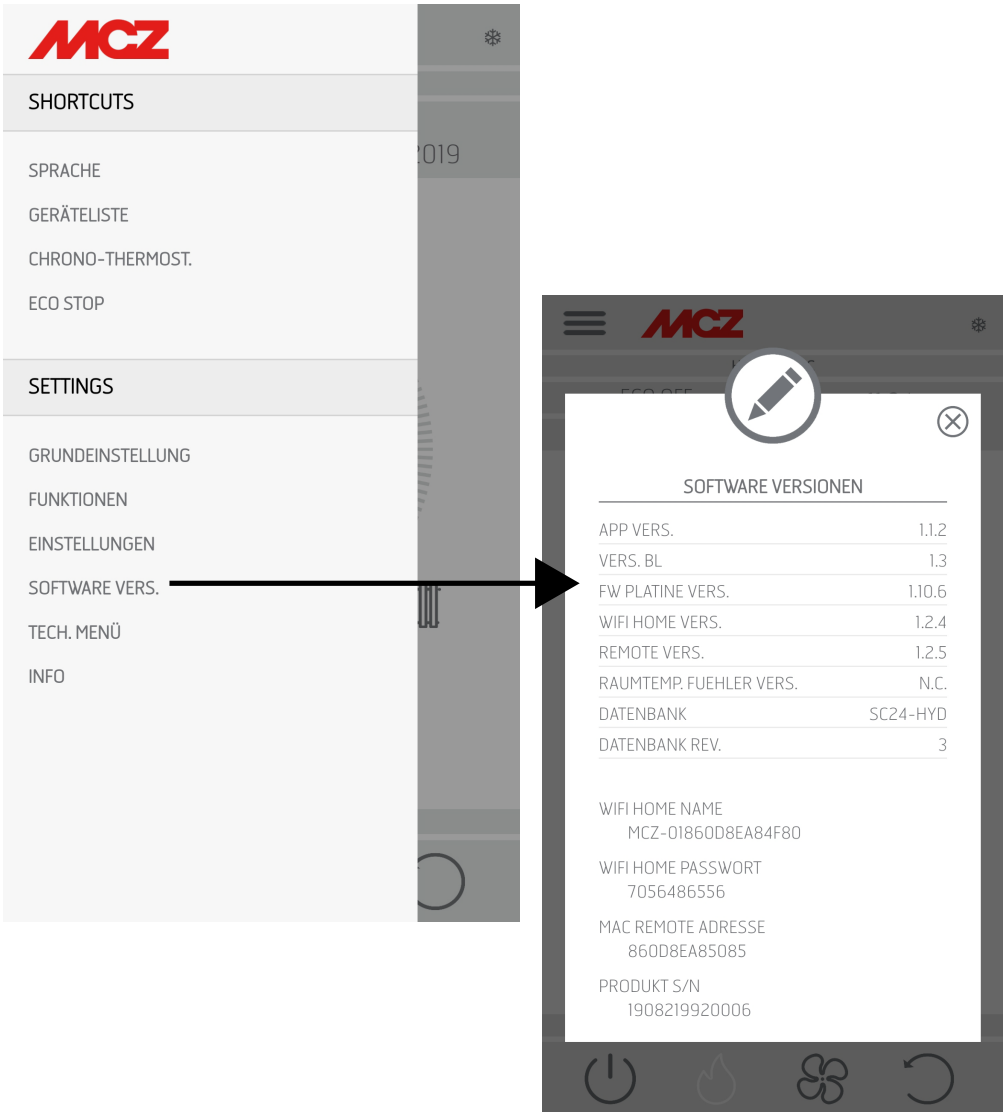 MCZ
SHORTCUTS
2019
SPRACHE
GERÄTELISTE
CHRONO-THERMOST.
ECO STOP
SETTINGS
GRUNDEINSTELLUNG
FUNKTIONEN
EINSTELLUNGEN
SOFTWARE VERS.
TECH. MENÜ
INFO
MCZ
ECO OFF
SOFTWARE VERSIONEN
APP VERS. 1.1.2
VERS. BL 1.3
FW PLATINE VERS. 1.10.6
WIFI HOME VERS. 1.2.4
REMOTE VERS. 1.2.5
RAUMTEMP. FUEHLER VERS. N.C.
DATENBANK SC24-HYD
DATENBANK REV. 3
WIFI HOME NAME
MCZ-01860D8EA84F80
WIFI HOME PASSWORT
7056486556
MAC REMOTE ADRESSE
860D8EA85085
PRODUKT S/N
1908219920006